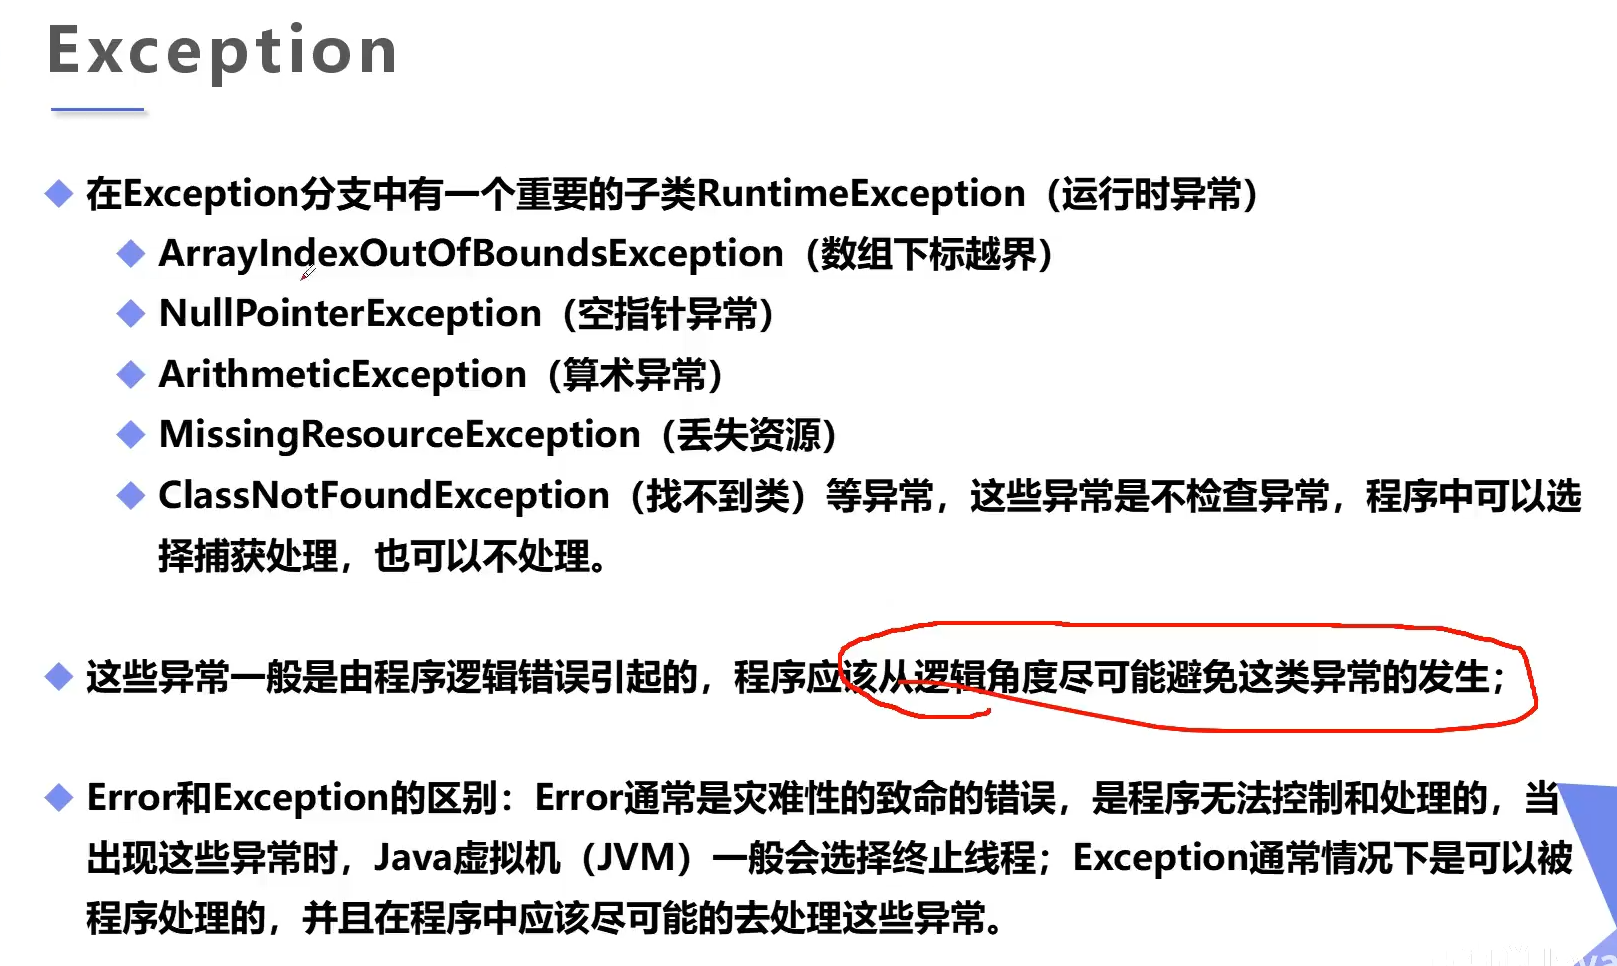 Exception
在Exception分支中有一个重要的子类RuntimeException（运行时异常）
ArrayIndexOutOfBoundsException（数组下标越界）
NullPointerException（空指针异常）
ArithmeticException（算术异常）
MissingResourceException（丢失资源）
ClassNotFoundException（找不到类）等异常，这些异常是不检查异常，程序中可以选
择捕获处理，也可以不处理。
这些异常一般是由程序逻辑错误引起的，程序应该从逻辑角度尽可能避免这类异常的发生；
Error和Exception的区别：Error通常是灾难性的致命的错误，是程序无法控制和处理的，当
出现这些异常时，Java虚拟机（JVM）一般会选择终止线程；Exception通常情况下是可以被
程序处理的，并且在程序中应该尽可能的去处理这些异常。